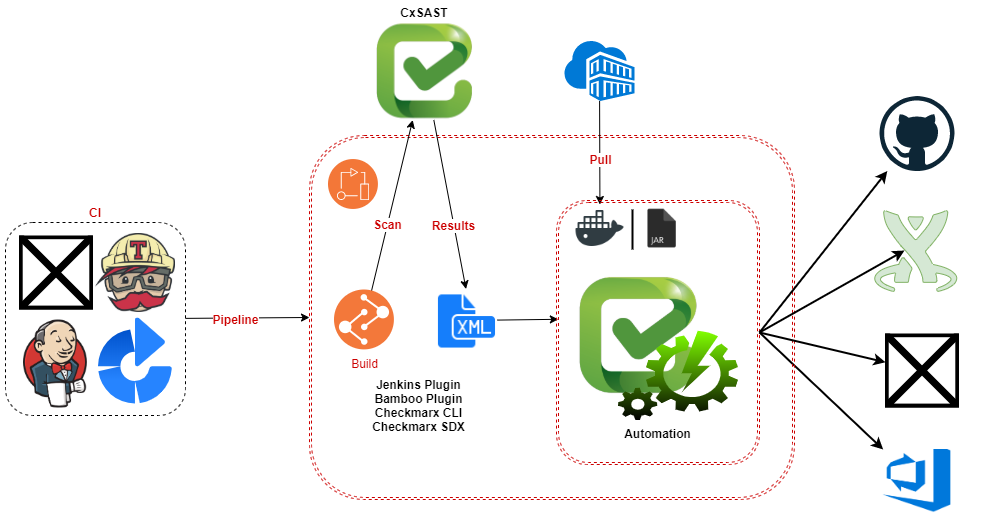 CxSAST
Pull
CI
T
Scan
Results
JAR
Pipeline
XML
Build
Jenkins Plugin
Bamboo Plugin
Checkmarx CLI
Checkmarx SDX
Automation